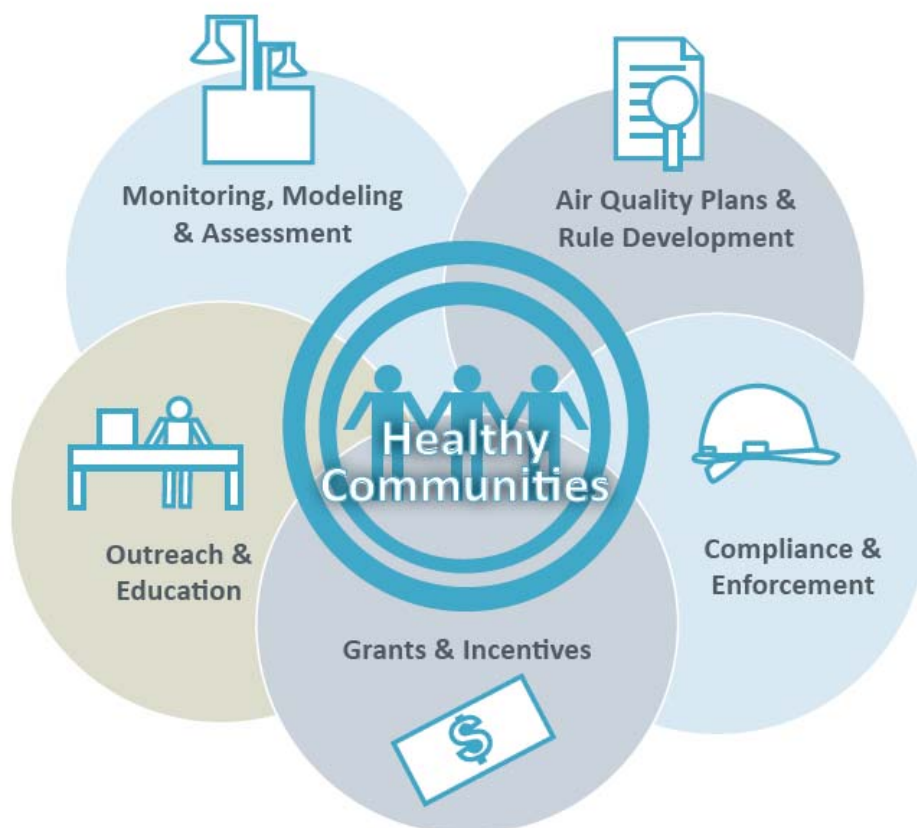 Monitoring, Modeling
& Assessment
Air Quality Plans &
Rule Development
Healthy
Communities
Outreach &
Education
Compliance &
Enforcement
Grants & Incentives
$